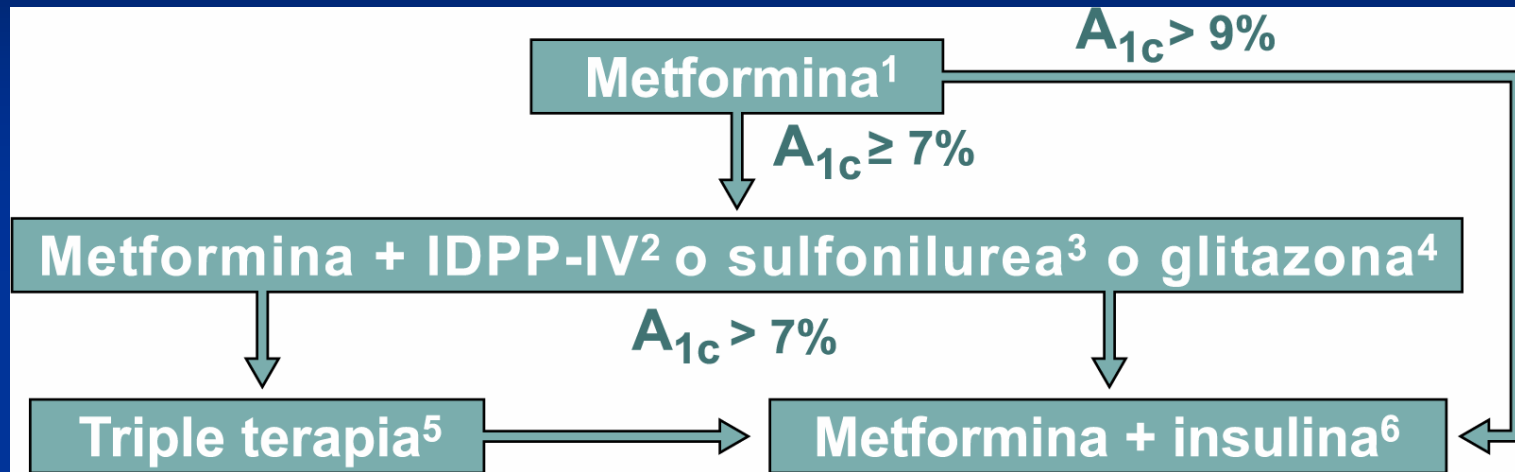 A1c > 9%
Metformina¹
A1c ≥ 7%
Metformina + IDPP-IV² o sulfonilurea³ o glitazona⁴
A1c > 7%
Triple terapia⁵
Metformina + insulina⁶